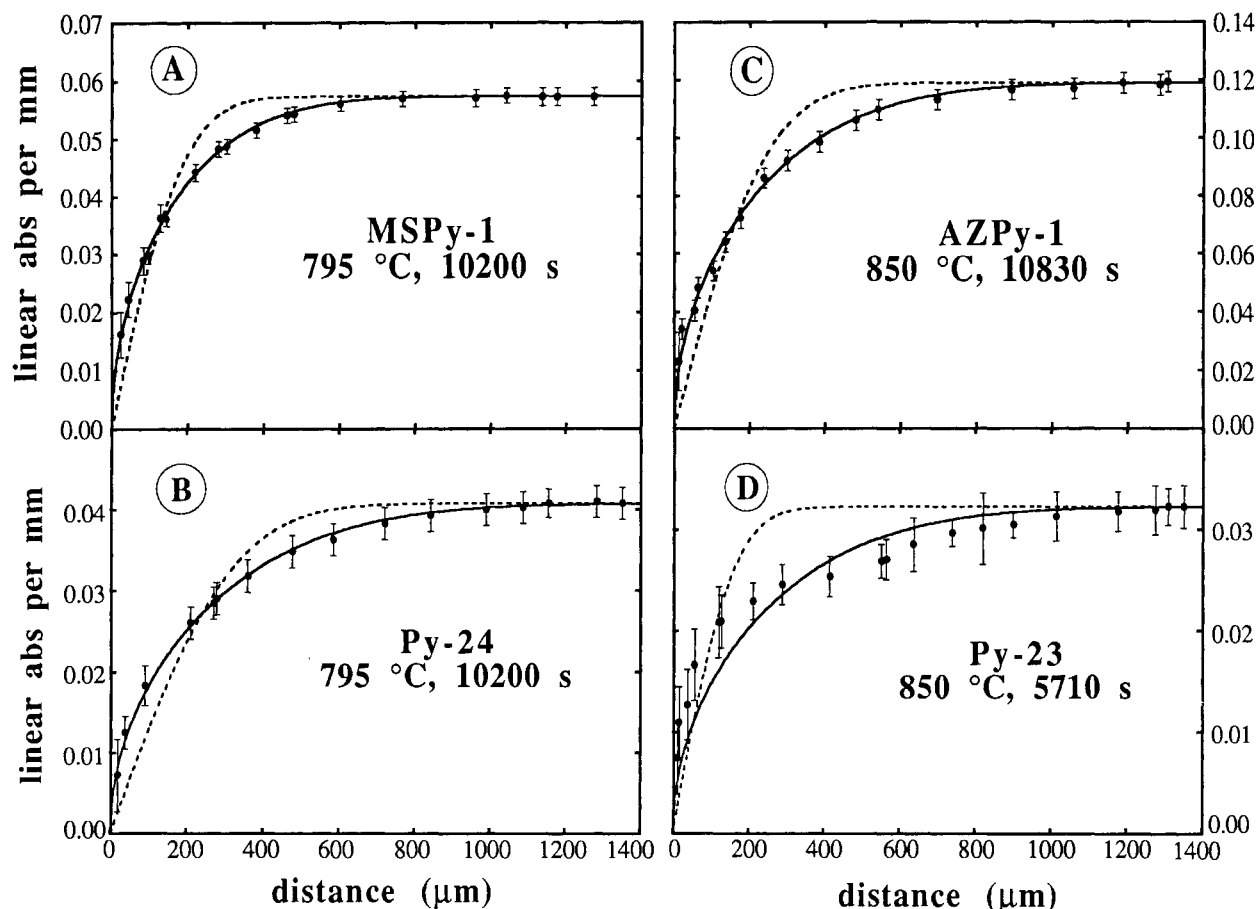 0.07
0.06
0.05
0.04
0.03
0.02
0.01
0.00
linear abs per mm
A
MSPy-1
795 °C, 10200 s
C
AZPy-1
850 °C, 10830 s
0.14
0.12
0.10
0.08
0.06
0.04
0.02
0.00
0.04
0.03
0.02
0.01
0.00
linear abs per mm
B
Py-24
795 °C, 10200 s
D
Py-23
850 °C, 5710 s
0.03
0.02
0.01
0.00
0 200 400 600 800 1000 1200 1400
distance (μm)
0 200 400 600 800 1000 1200 1400
distance (μm)